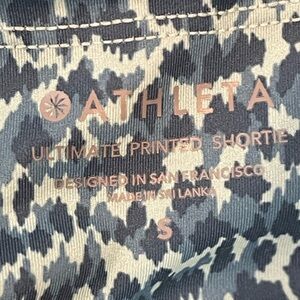 ATHLETA
ULTIMATE PRINTED SHORTIE
DESIGNED IN SAN FRANCISCO
MADE IN SRI LANKA
S